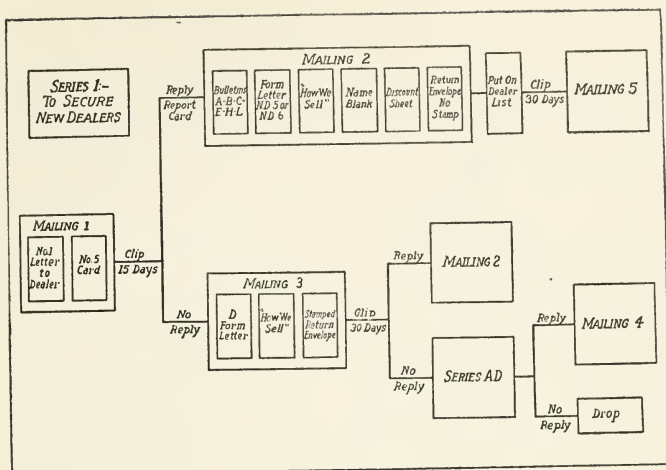 SERIES 1:-
TO SECURE
NEW DEALERS
Reply
Report
Card
MAILING 2
Bulletins
A-B-C-
E-H-L
Form
Letter
N.D. 5 or
N.D. 6
"How We
Sell"
Name
Blank
Discount
Sheet
Return
Envelope
No
Stamp
Put On
Dealer
List
Clip
30 Days
MAILING 5
MAILING 1
No.1
Letter
to
Dealer
No. 5
Card
Clip
15 Days
No
Reply
MAILING 3
D
Form
Letter
"How We
Sell"
Stamped
Return
Envelope
Clip
30 Days
Reply
MAILING 2
No
Reply
SERIES AD
Reply
MAILING 4
No
Reply
Drop